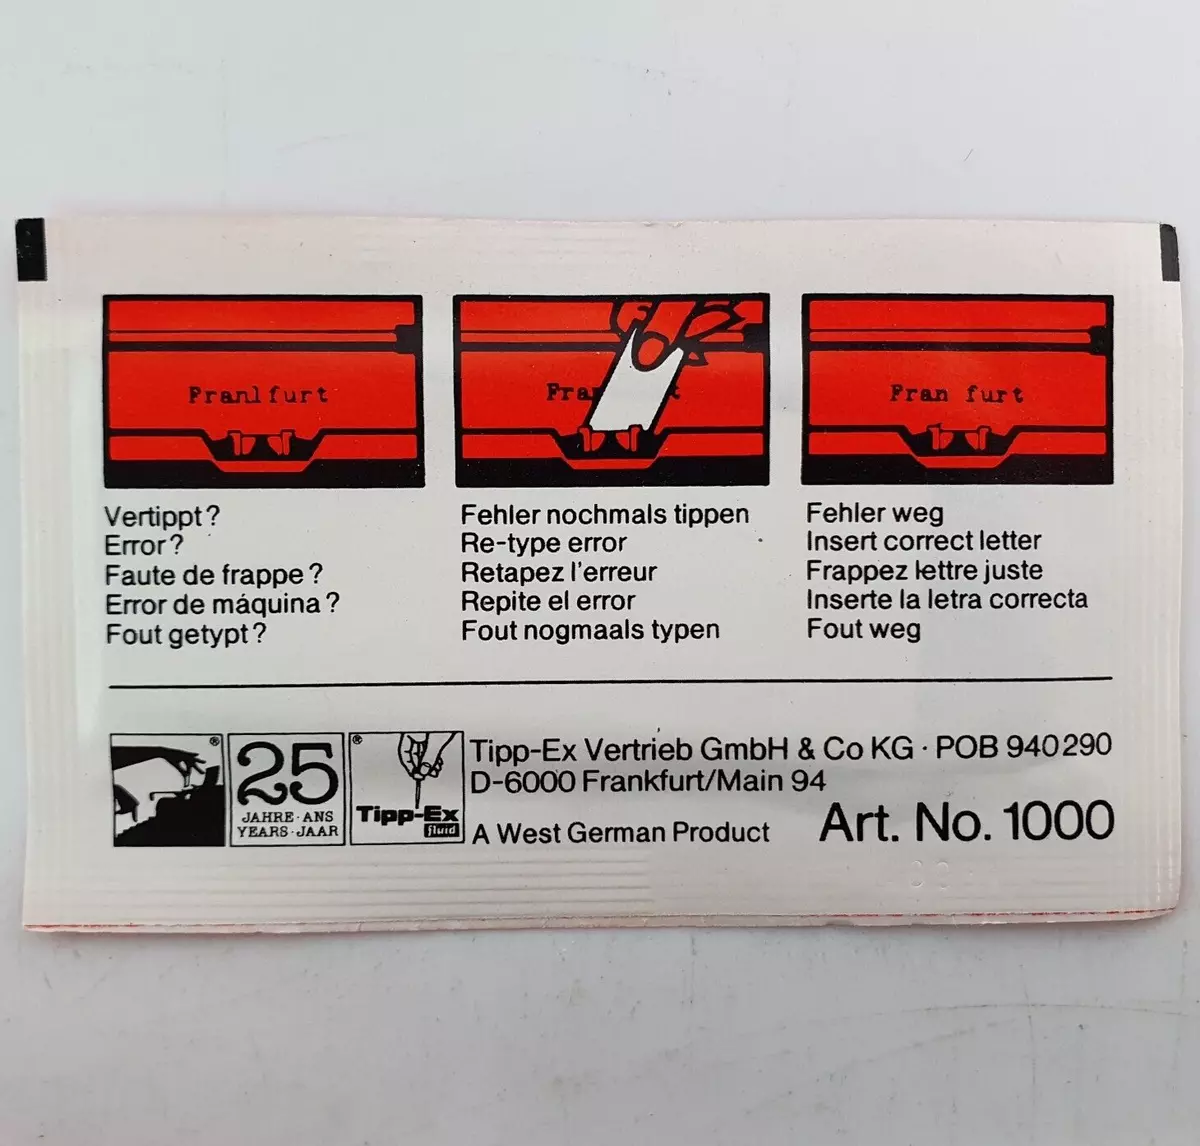 Franlfurt
Vertippt?
Error?
Faute de frappe?
Error de máquina?
Fout getypt?
Fra t
Fehler nochmals tippen
Re-type error
Retapez l'erreur
Repite el error
Fout nogmaals typen
Fran furt
Fehler weg
Insert correct letter
Frappez lettre juste
Inserte la letra correcta
Fout weg
®
25
JAHRE·ANS
YEARS·JAAR
®
Tipp-Ex
fluid
Tipp-Ex Vertrieb GmbH & Co KG · POB 940290
D-6000 Frankfurt/Main 94
A West German Product
Art. No. 1000